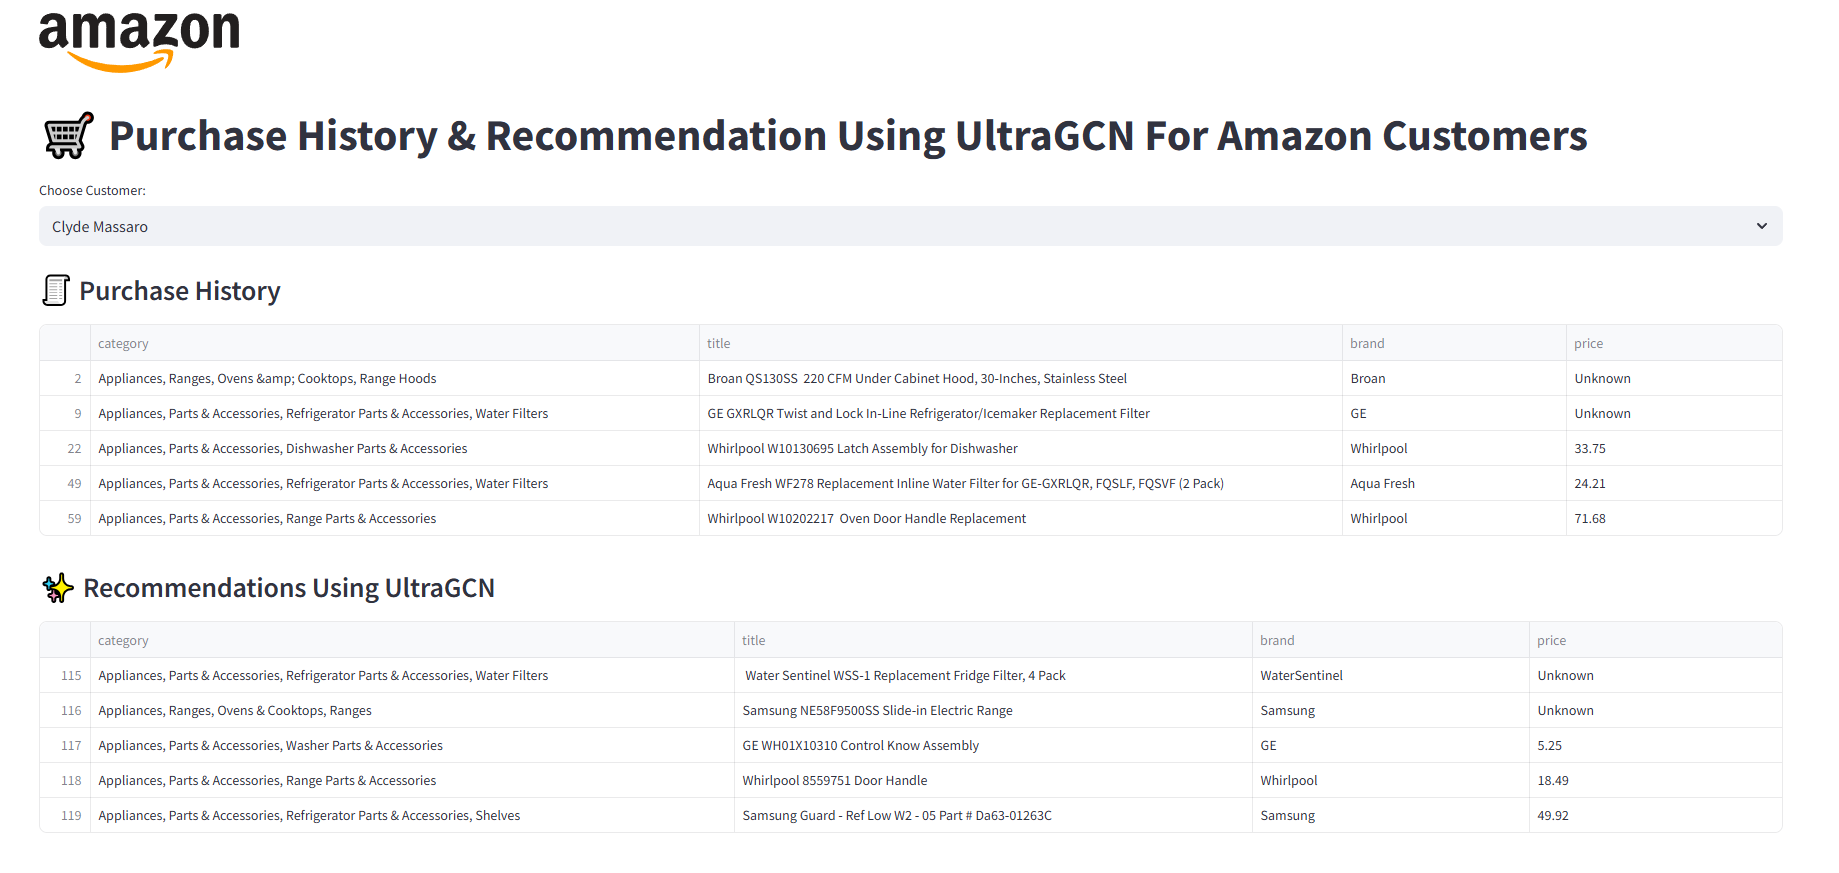 amazon
Purchase History & Recommendation Using UltraGCN For Amazon Customers
Choose Customer:
Clyde Massaro
Purchase History
category title brand price
2 Appliances, Ranges, Ovens &amp; Cooktops, Range Hoods Broan QS130SS  220 CFM Under Cabinet Hood, 30-Inches, Stainless Steel Broan Unknown
9 Appliances, Parts & Accessories, Refrigerator Parts & Accessories, Water Filters GE GXRLQR Twist and Lock In-Line Refrigerator/Icemaker Replacement Filter GE Unknown
22 Appliances, Parts & Accessories, Dishwasher Parts & Accessories Whirlpool W10130695 Latch Assembly for Dishwasher Whirlpool 33.75
49 Appliances, Parts & Accessories, Refrigerator Parts & Accessories, Water Filters Aqua Fresh WF278 Replacement Inline Water Filter for GE-GXRLQR, FQSLF, FQSVF (2 Pack) Aqua Fresh 24.21
59 Appliances, Parts & Accessories, Range Parts & Accessories Whirlpool W10202217  Oven Door Handle Replacement Whirlpool 71.68
Recommendations Using UltraGCN
category title brand price
115 Appliances, Parts & Accessories, Refrigerator Parts & Accessories, Water Filters Water Sentinel WSS-1 Replacement Fridge Filter, 4 Pack WaterSentinel Unknown
116 Appliances, Ranges, Ovens & Cooktops, Ranges Samsung NE58F9500SS Slide-in Electric Range Samsung Unknown
117 Appliances, Parts & Accessories, Washer Parts & Accessories GE WH01X10310 Control Know Assembly GE 5.25
118 Appliances, Parts & Accessories, Range Parts & Accessories Whirlpool 8559751 Door Handle Whirlpool 18.49
119 Appliances, Parts & Accessories, Refrigerator Parts & Accessories, Shelves Samsung Guard - Ref Low W2 - 05 Part # Da63-01263C Samsung 49.92